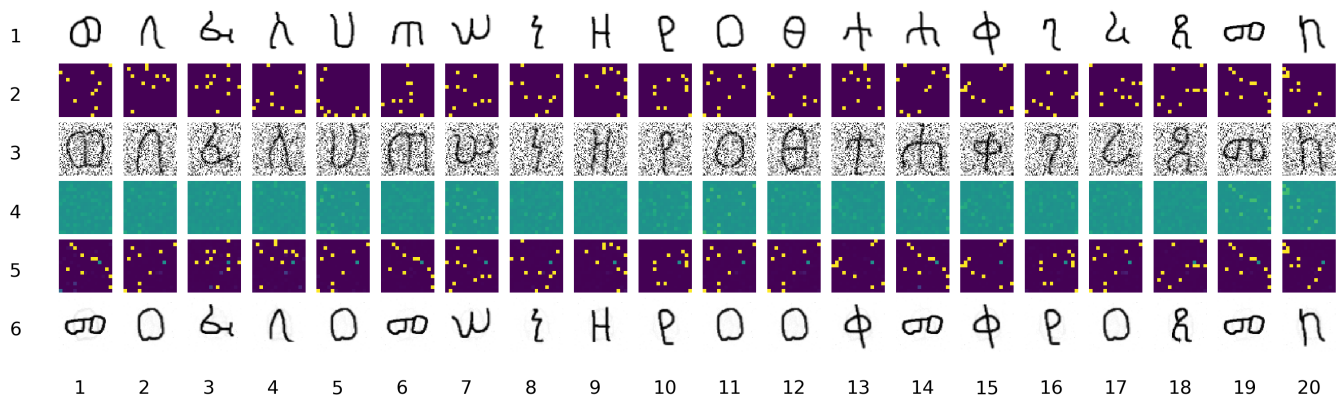 1 ወ ለ ፈ አ ሀ ሐ ሠ ዘ የ ዐ ፀ ተ ጠ ቀ ገ ረ ጸ መ ከ
2
3 ወ ለ ፈ አ ሀ ሐ ሠ ዘ የ ዐ ፀ ተ ጠ ቀ ገ ረ ጸ መ ከ
4
5
6 መ ዐ ፈ ለ ዐ መ ሠ ዘ የ ዐ ዐ ቀ መ ቀ የ ዐ ጸ መ ከ
1 2 3 4 5 6 7 8 9 10 11 12 13 14 15 16 17 18 19 20